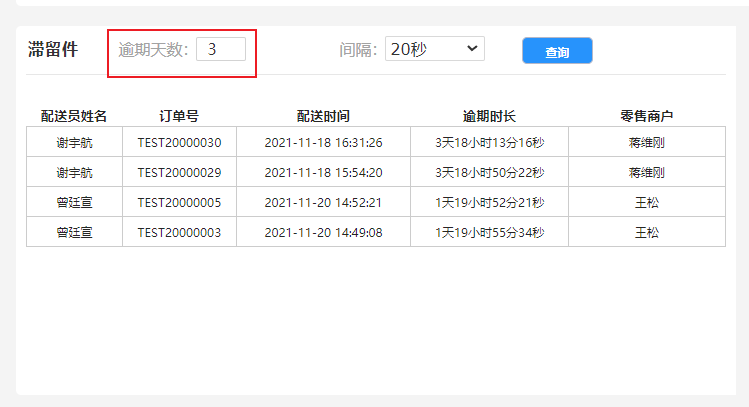 滞留件 逾期天数： 3 间隔： 20秒 查询
配送员姓名 订单号 配送时间 逾期时长 零售商户
谢宇航 TEST20000030 2021-11-18 16:31:26 3天18小时13分16秒 蒋维刚
谢宇航 TEST20000029 2021-11-18 15:54:20 3天18小时50分22秒 蒋维刚
曾廷宣 TEST20000005 2021-11-20 14:52:21 1天19小时52分21秒 王松
曾廷宣 TEST20000003 2021-11-20 14:49:08 1天19小时55分34秒 王松